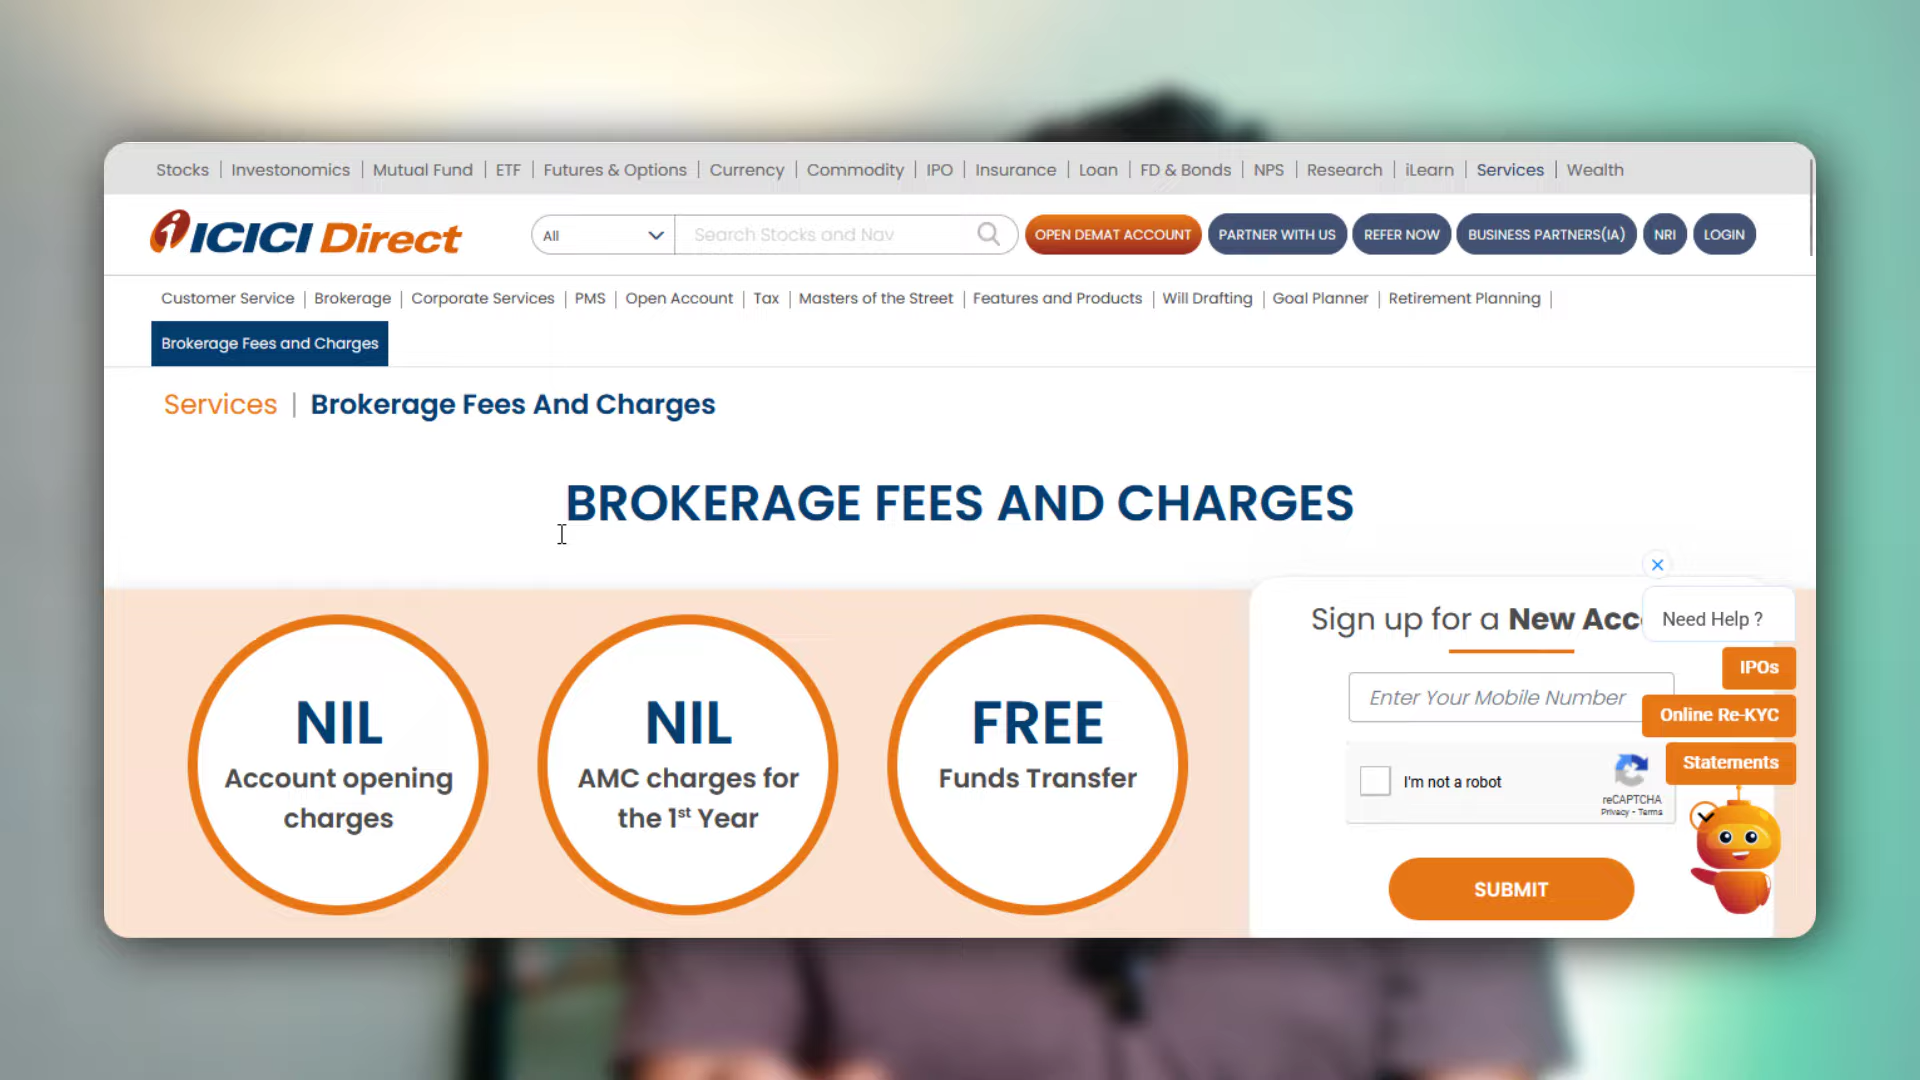 Stocks | Investonomics | Mutual Fund | ETF | Futures & Options | Currency | Commodity | IPO | Insurance | Loan | FD & Bonds | NPS | Research | iLearn | Services | Wealth
ICICI Direct
All
Search Stocks and Nav
OPEN DEMAT ACCOUNT
PARTNER WITH US
REFER NOW
BUSINESS PARTNERS(IA)
NRI
LOGIN
Customer Service | Brokerage | Corporate Services | PMS | Open Account | Tax | Masters of the Street | Features and Products | Will Drafting | Goal Planner | Retirement Planning |
Brokerage Fees and Charges
Services | Brokerage Fees And Charges
BROKERAGE FEES AND CHARGES
NIL
Account opening
charges
NIL
AMC charges for
the 1st Year
FREE
Funds Transfer
Sign up for a New Acc
Enter Your Mobile Number
I'm not a robot
reCAPTCHA
Privacy - Terms
SUBMIT
Need Help ?
IPOs
Online Re-KYC
Statements